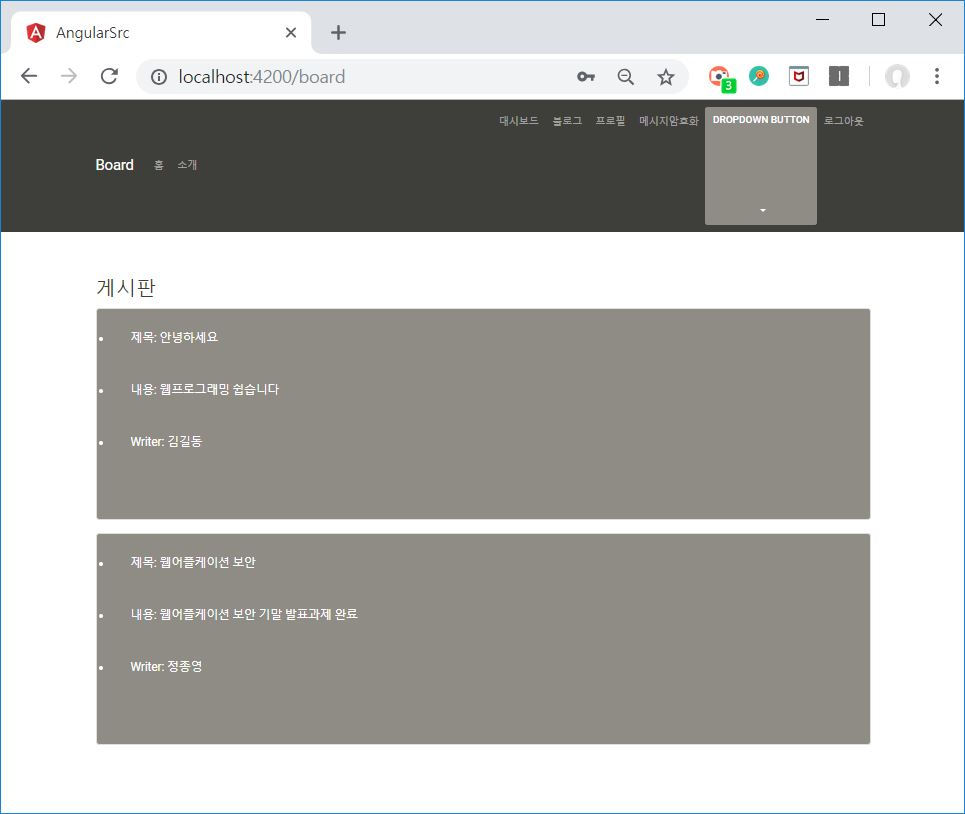 AngularSrc
localhost:4200/board
3
대시보드 블로그 프로필 메시지암호화 DROPDOWN BUTTON 로그아웃
Board 홈 소개
게시판
제목: 안녕하세요
내용: 웹프로그래밍 쉽습니다
Writer: 김길동
제목: 웹어플케이션 보안
내용: 웹어플케이션 보안 기말 발표과제 완료
Writer: 정종영